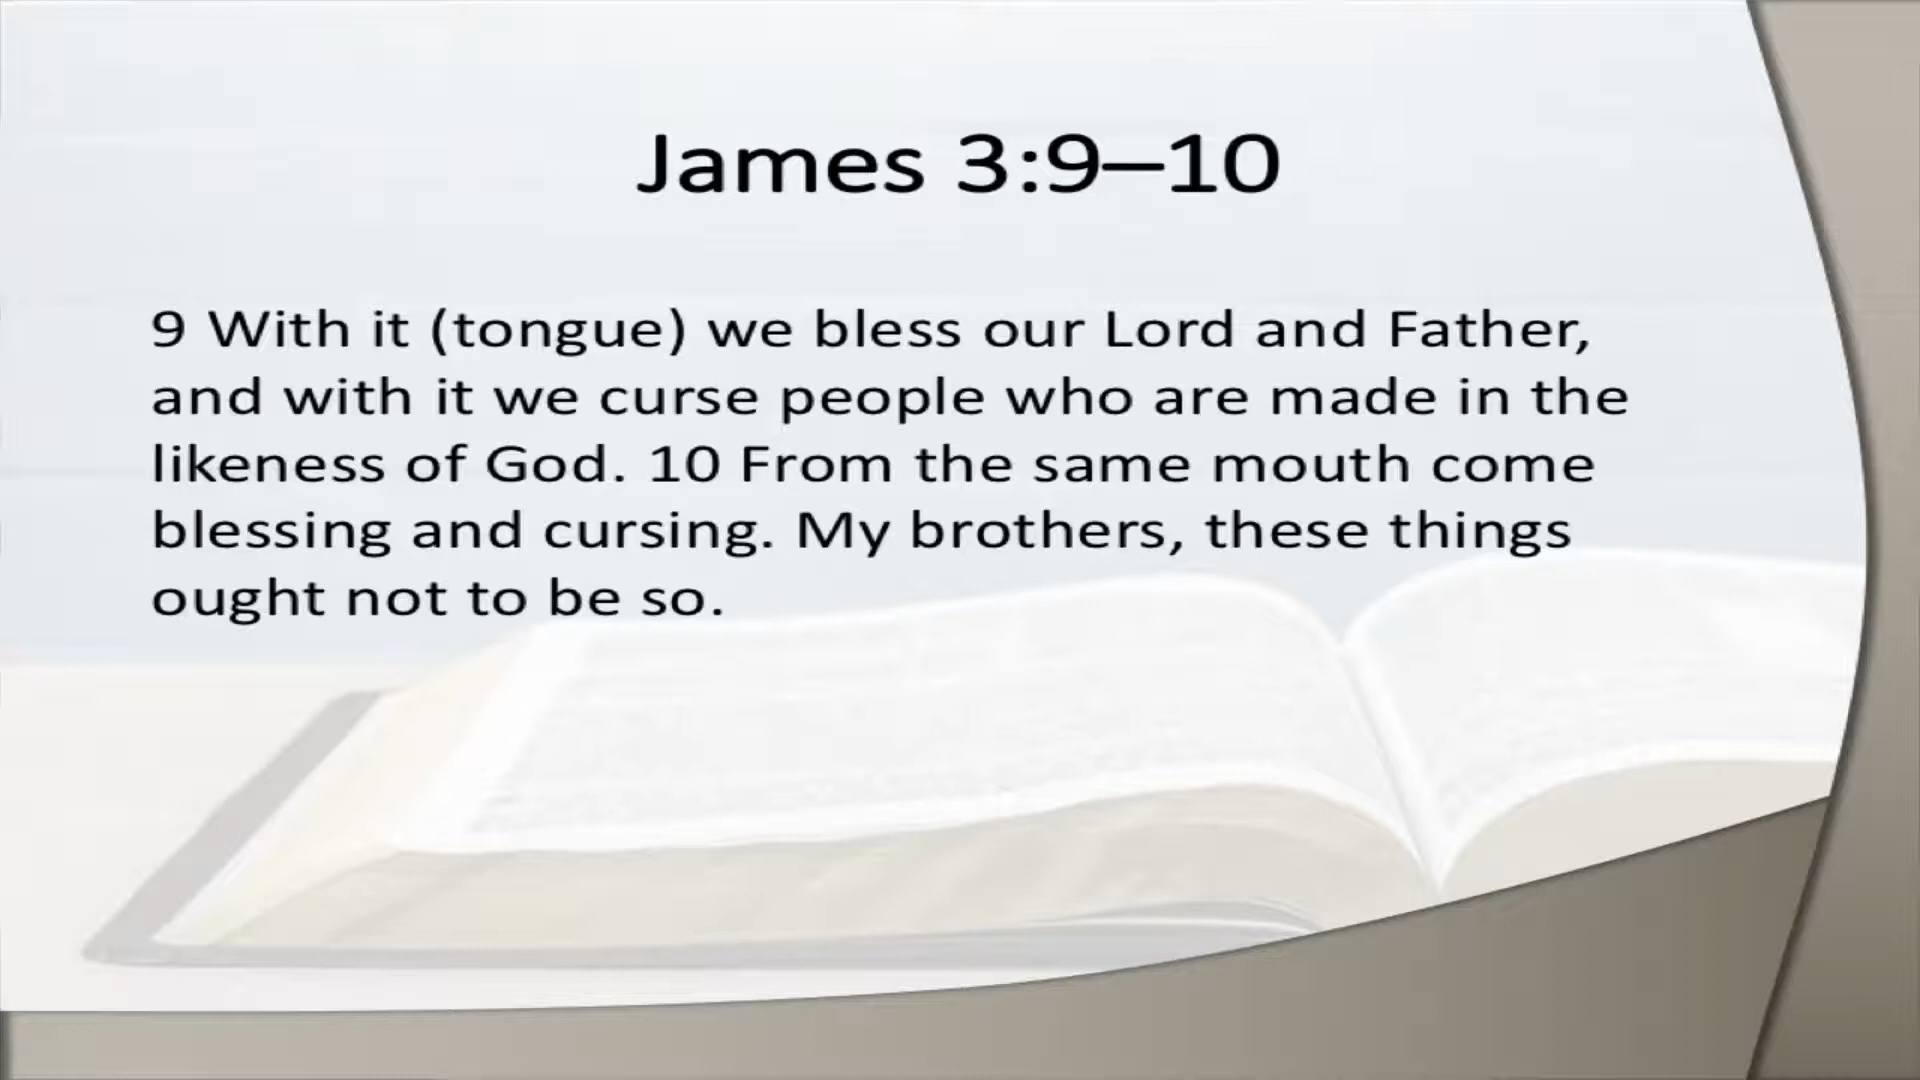 James 3:9–10
9 With it (tongue) we bless our Lord and Father,
and with it we curse people who are made in the
likeness of God. 10 From the same mouth come
blessing and cursing. My brothers, these things
ought not to be so.